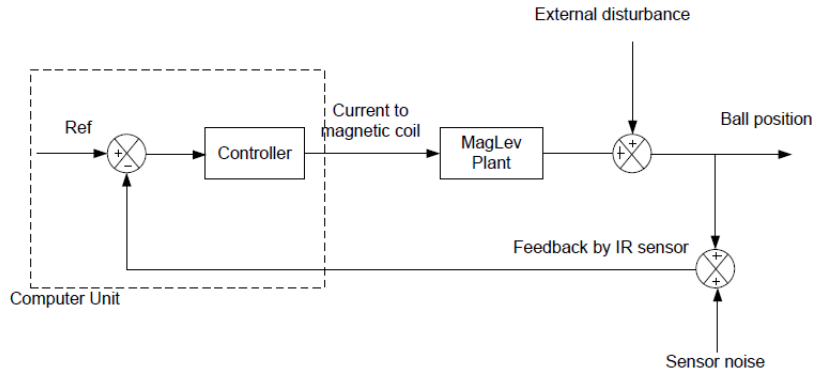 External disturbance
Ref
Current to
magnetic coil
Ball position
+
−
Controller
MagLev
Plant
+
+
Feedback by IR sensor
+
+
Computer Unit
Sensor noise